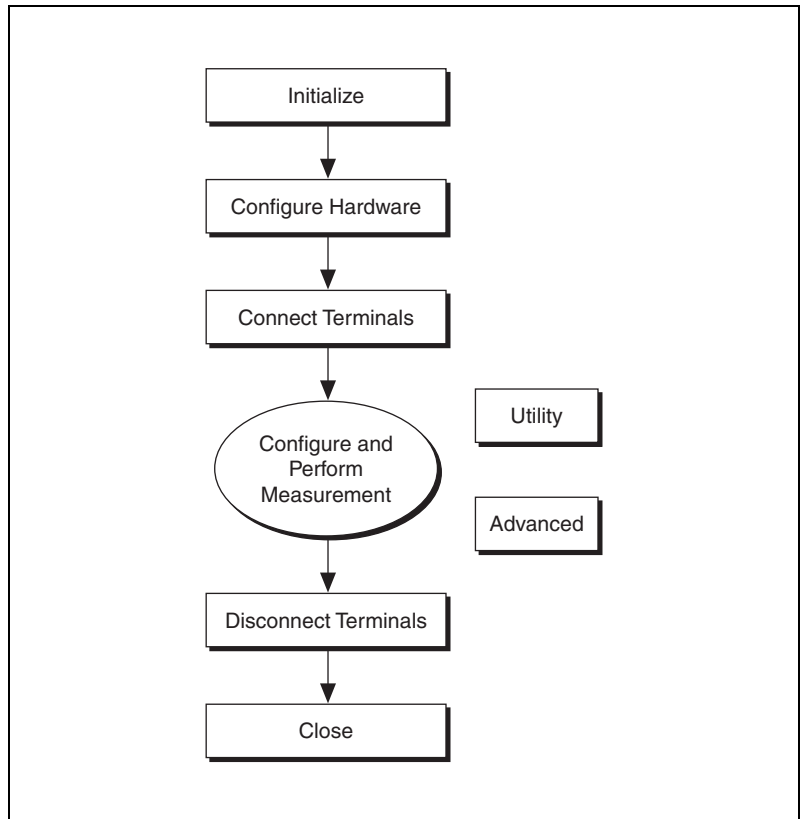 Initialize
Configure Hardware
Connect Terminals
Configure and
Perform
Measurement
Utility
Advanced
Disconnect Terminals
Close